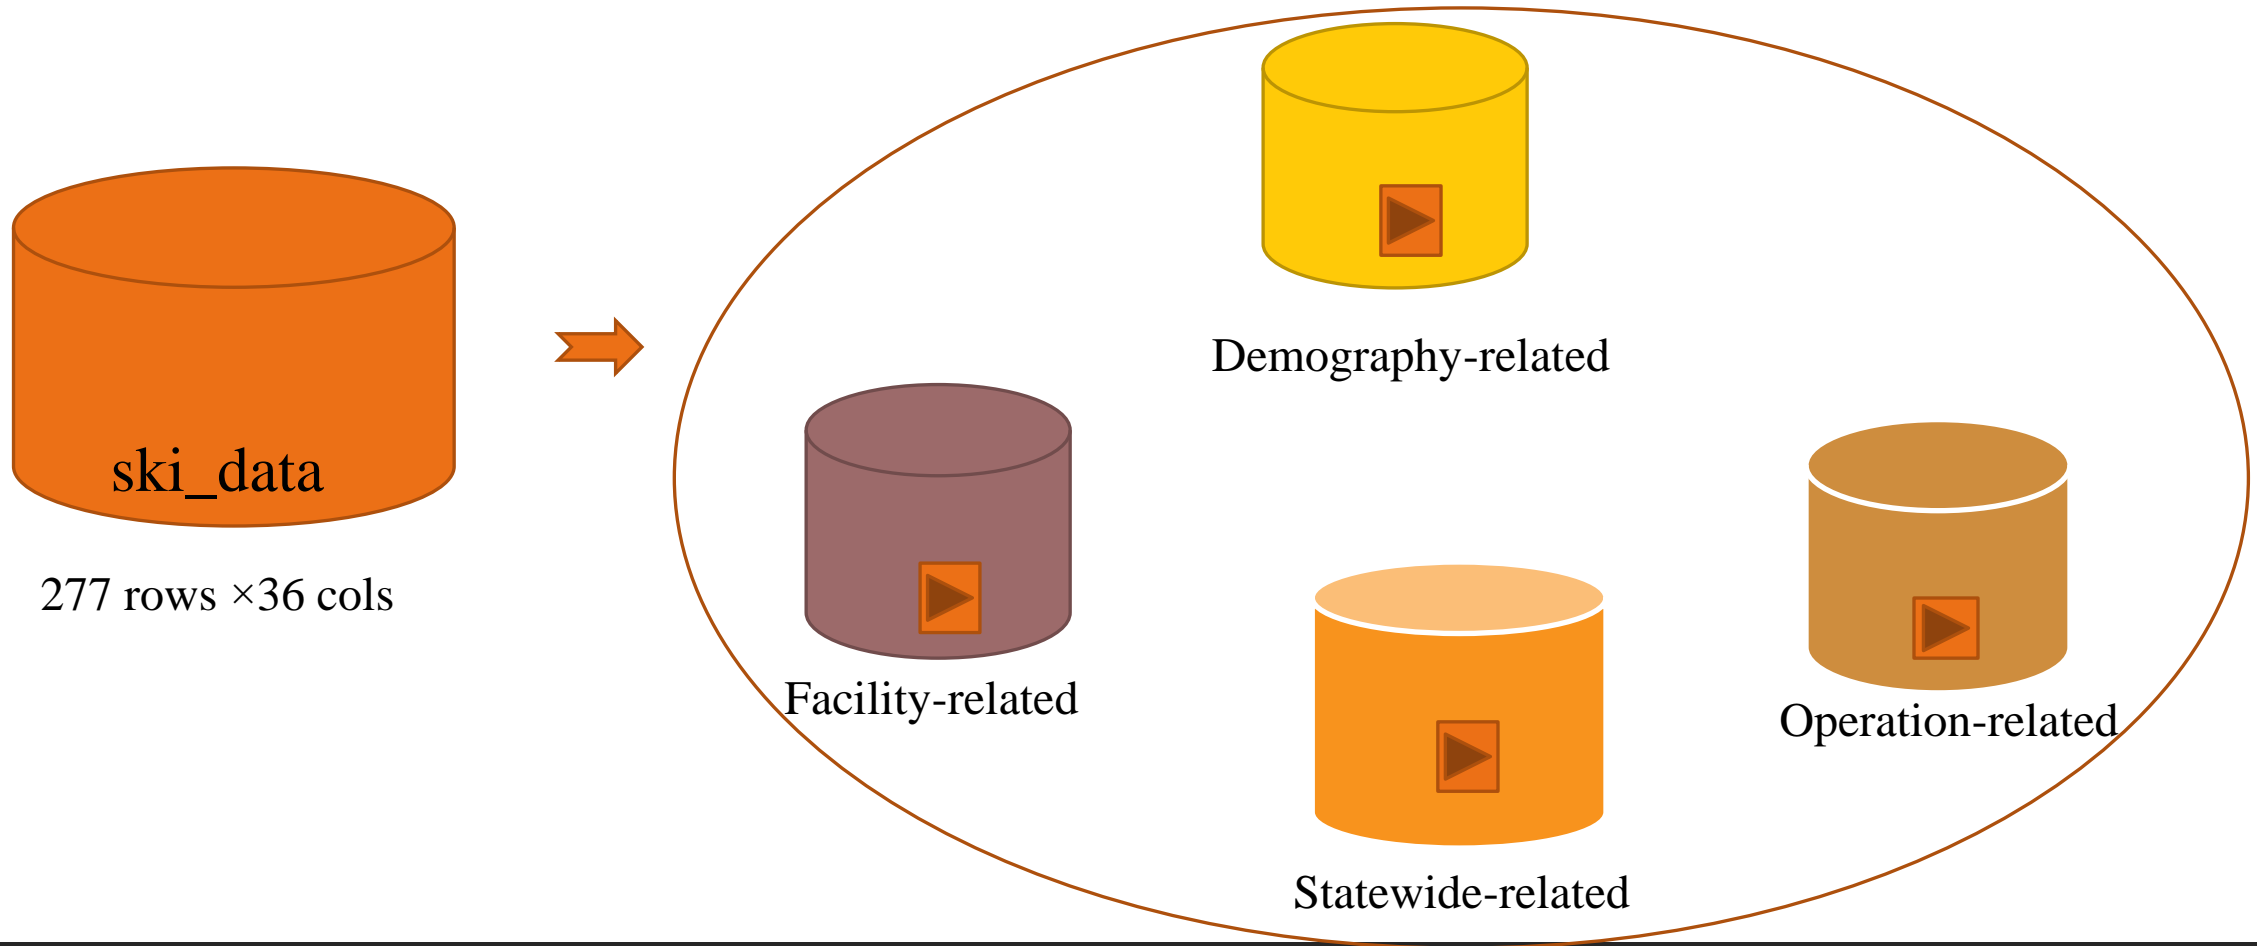 ski_data
277 rows ×36 cols
Demography-related
Facility-related
Operation-related
Statewide-related